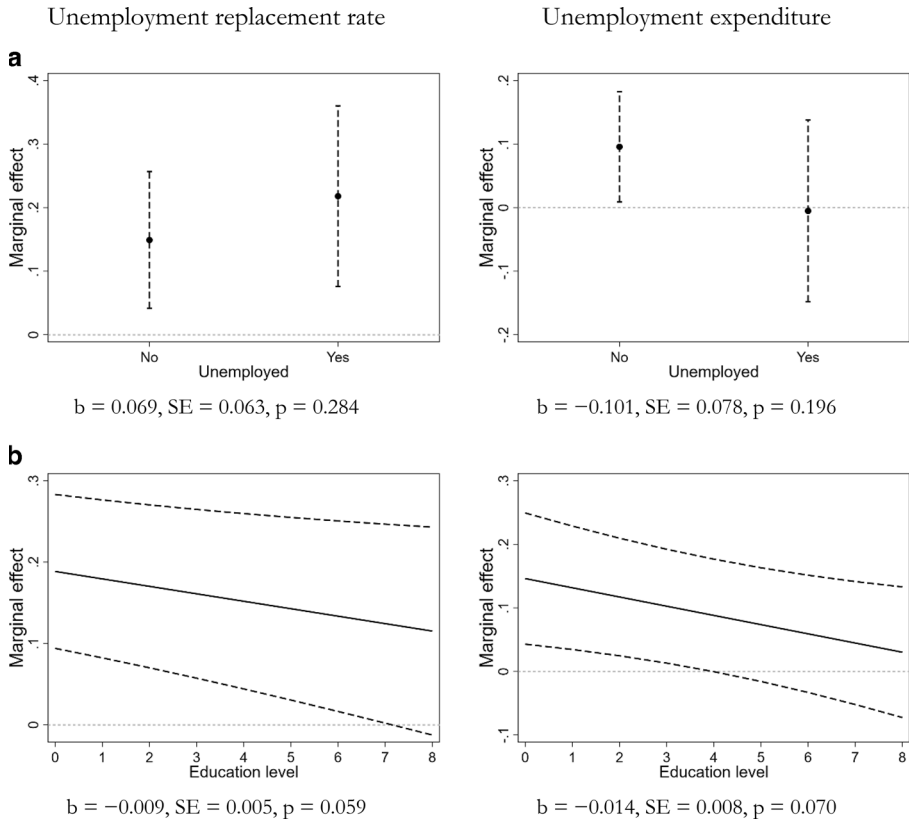 Unemployment replacement rate
Unemployment expenditure
a
Marginal effect
.4
.3
.2
.1
0
No Yes
Unemployed
b = 0.069, SE = 0.063, p = 0.284
Marginal effect
.2
.1
0
-.1
-.2
No Yes
Unemployed
b = −0.101, SE = 0.078, p = 0.196
b
Marginal effect
.3
.2
.1
0
0 1 2 3 4 5 6 7 8
Education level
b = −0.009, SE = 0.005, p = 0.059
Marginal effect
.3
.2
.1
0
-.1
0 1 2 3 4 5 6 7 8
Education level
b = −0.014, SE = 0.008, p = 0.070